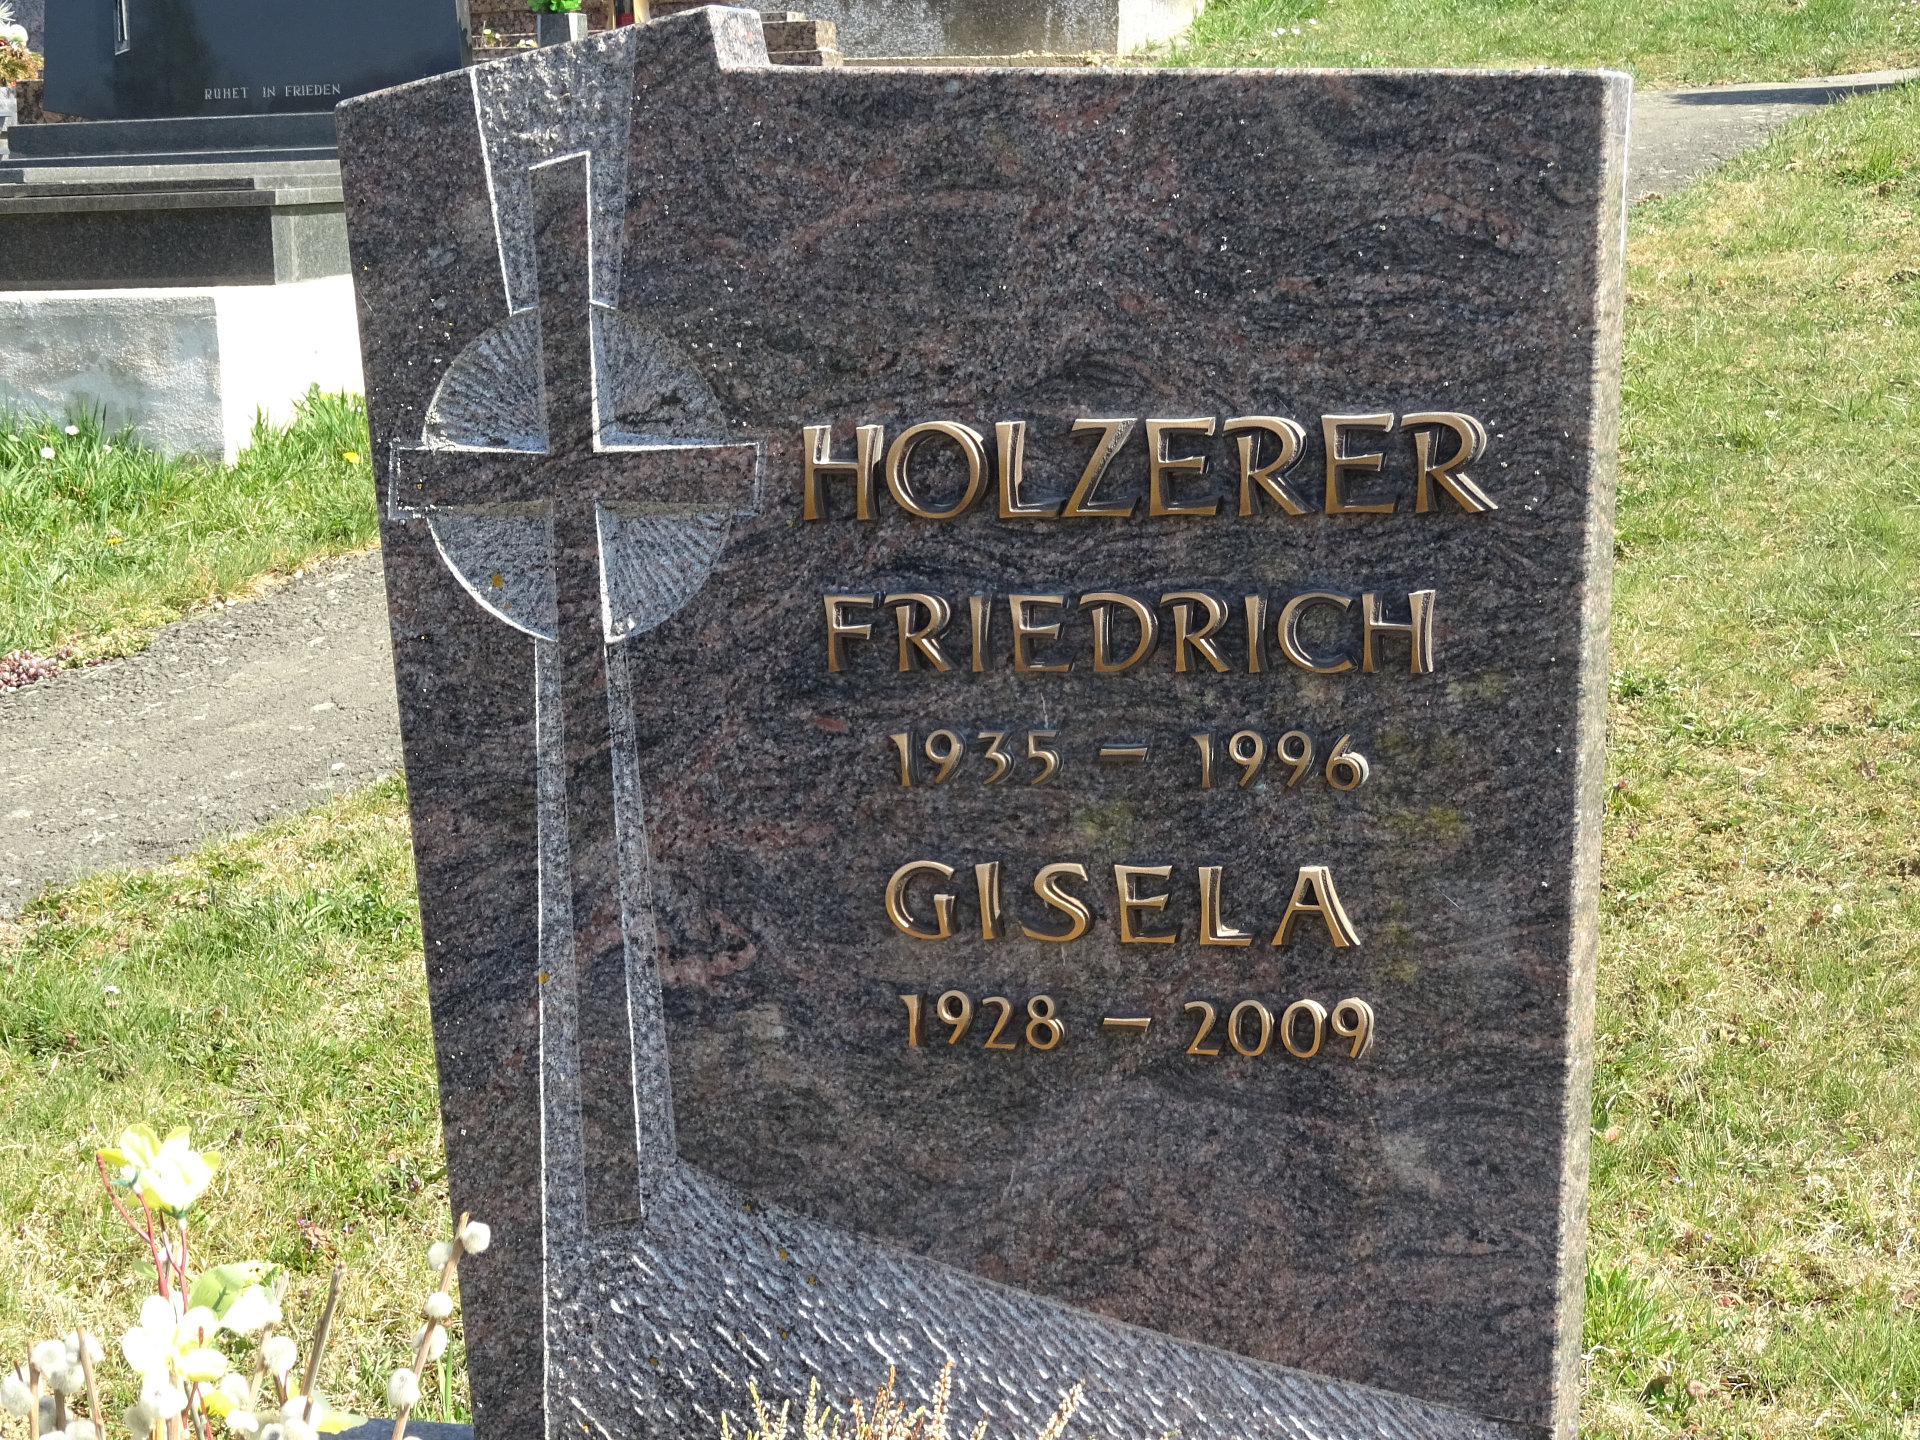 RUHET IN FRIEDEN
HOLZERER
FRIEDRICH
1935 – 1996
GISELA
1928 – 2009